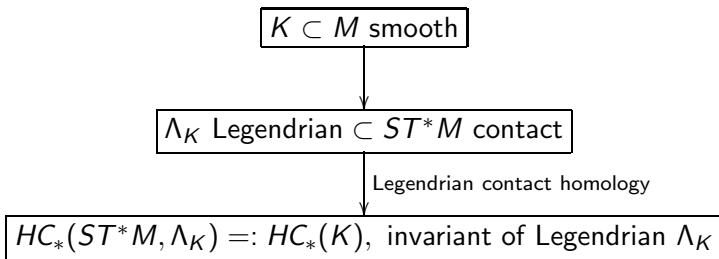 K ⊂ M smooth
Λ_K Legendrian ⊂ ST*M contact
Legendrian contact homology
HC_*(ST*M, Λ_K) =: HC_*(K), invariant of Legendrian Λ_K